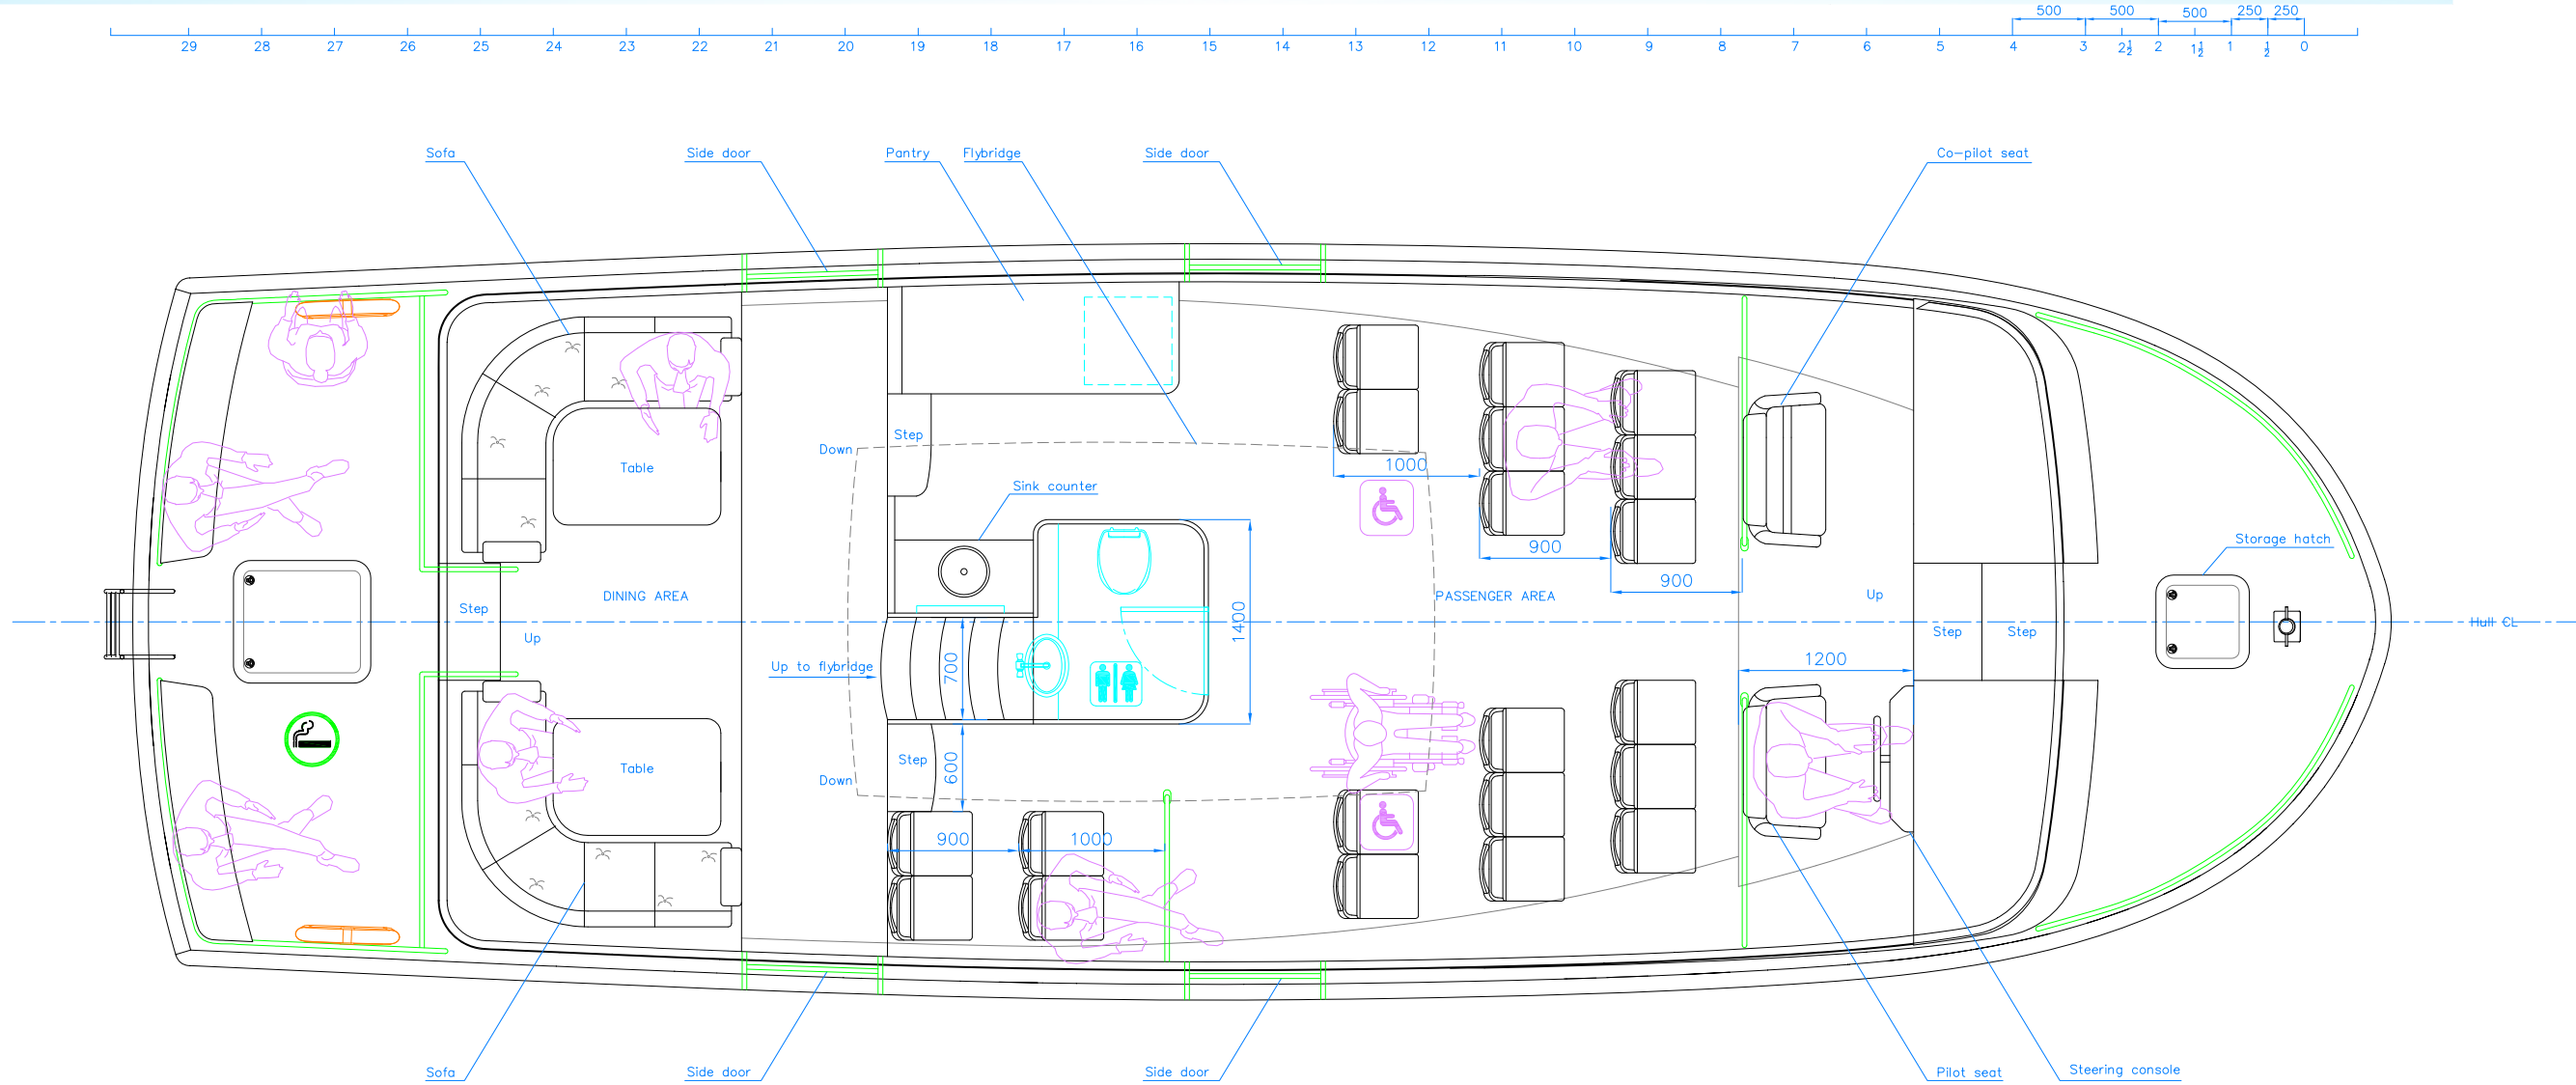 500 500 500 250 250
29 28 27 26 25 24 23 22 21 20 19 18 17 16 15 14 13 12 11 10 9 8 7 6 5 4 3 2½ 2 1½ 1 ½ 0
Sofa Side door Pantry Flybridge Side door Co-pilot seat
Step
Down
1000
Table
Sink counter
Storage hatch
900
900
DINING AREA PASSENGER AREA Up
Step
1400
Hull CL
Up
Step Step
Up to flybridge
700
1200
Step
600
Table
Down
900 1000
Sofa Side door Side door Pilot seat Steering console